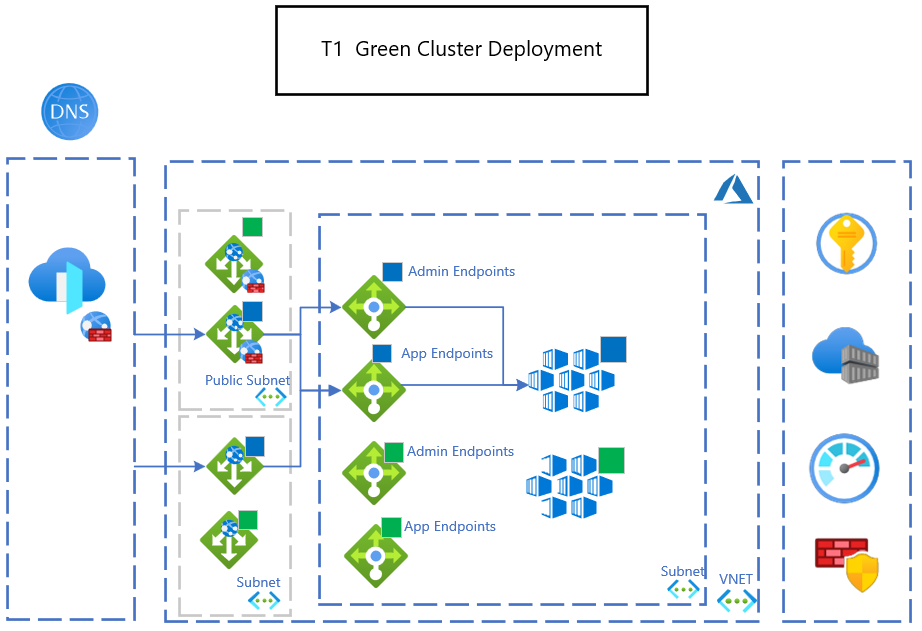 T1  Green Cluster Deployment
DNS
Admin Endpoints
App Endpoints
Public Subnet
Admin Endpoints
App Endpoints
Subnet
Subnet
VNET